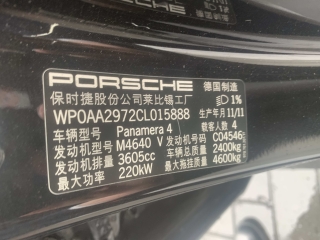 PORSCHE 德国制造
保时捷股份公司莱比锡工厂 1%
WP0AA2972CL015888 生产年月 11/11
车辆型号 Panamera 4 载客人数 4
发动机型号 M4640 V 发动机号 C04546
发动机排量 3605cc 车辆总质量 2400kg
最大功率 220kW 最大拖挂质量 4600kg